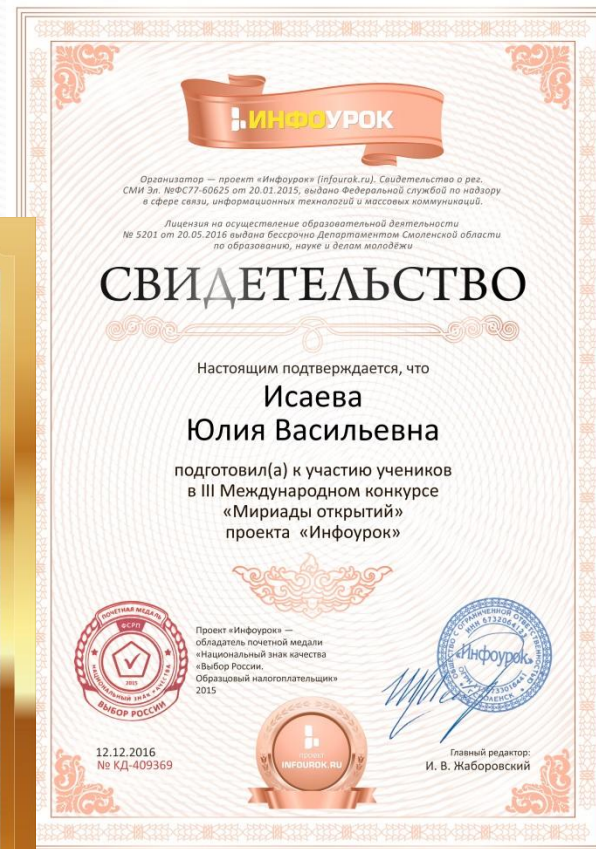 ИНФОУРОК
Организатор — проект «Инфоурок» (infourok.ru). Свидетельство о рег.
СМИ Эл. №ФС77-60625 от 20.01.2015, выдано Федеральной службой по надзору
в сфере связи, информационных технологий и массовых коммуникаций.
Лицензия на осуществление образовательной деятельности
№ 5201 от 20.05.2016 выдана бессрочно Департаментом Смоленской области
по образованию, науке и делам молодёжи
СВИДЕТЕЛЬСТВО
Настоящим подтверждается, что
Исаева
Юлия Васильевна
подготовил(а) к участию учеников
в III Международном конкурсе
«Мириады открытий»
проекта «Инфоурок»
ПОЧЁТНАЯ МЕДАЛЬ
ФСРП
2015
НАЦИОНАЛЬНЫЙ ЗНАК КАЧЕСТВА
ВЫБОР РОССИИ
Проект «Инфоурок» —
обладатель почетной медали
«Национальный знак качества
«Выбор России.
Образцовый налогоплательщик»
2015
«Инфоурок»
12.12.2016
№ КД-409369
проект
INFOUROK.RU
Главный редактор:
И. В. Жаборовский